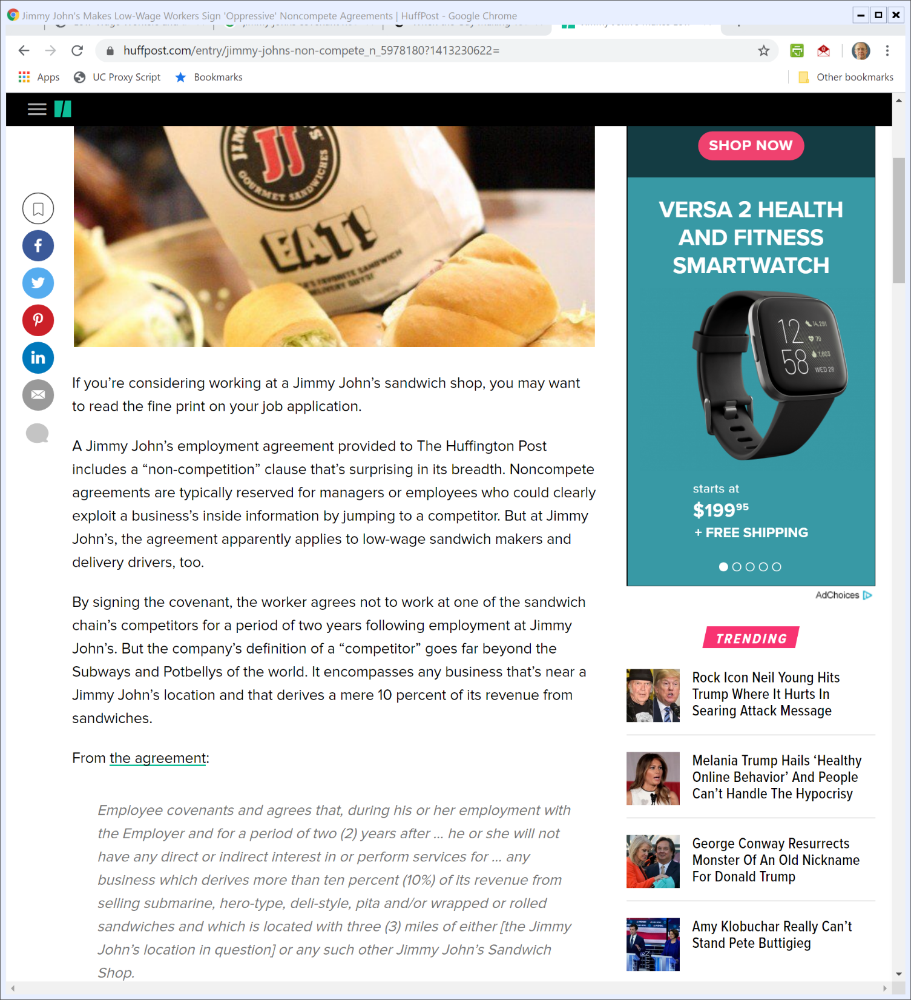 Jimmy John's Makes Low-Wage Workers Sign 'Oppressive' Noncompete Agreements | HuffPost - Google Chrome
huffpost.com/entry/jimmy-johns-non-compete_n_5978180?1413230622=
Apps
UC Proxy Script
Bookmarks
Other bookmarks
JJ
GOURMET SANDWICHES
EAT!
If you’re considering working at a Jimmy John’s sandwich shop, you may want
to read the fine print on your job application.
A Jimmy John’s employment agreement provided to The Huffington Post
includes a “non-competition” clause that’s surprising in its breadth. Noncompete
agreements are typically reserved for managers or employees who could clearly
exploit a business’s inside information by jumping to a competitor. But at Jimmy
John’s, the agreement apparently applies to low-wage sandwich makers and
delivery drivers, too.
By signing the covenant, the worker agrees not to work at one of the sandwich
chain’s competitors for a period of two years following employment at Jimmy
John’s. But the company’s definition of a “competitor” goes far beyond the
Subways and Potbellys of the world. It encompasses any business that’s near a
Jimmy John’s location and that derives a mere 10 percent of its revenue from
sandwiches.
From the agreement:
Employee covenants and agrees that, during his or her employment with
the Employer and for a period of two (2) years after ... he or she will not
have any direct or indirect interest in or perform services for ... any
business which derives more than ten percent (10%) of its revenue from
selling submarine, hero-type, deli-style, pita and/or wrapped or rolled
sandwiches and which is located with three (3) miles of either [the Jimmy
John’s location in question] or any such other Jimmy John’s Sandwich
Shop.
SHOP NOW
VERSA 2 HEALTH
AND FITNESS
SMARTWATCH
12
58
14,291
79
1,603
WED 28
starts at
$199⁹⁵
+ FREE SHIPPING
AdChoices
TRENDING
Rock Icon Neil Young Hits
Trump Where It Hurts In
Searing Attack Message
Melania Trump Hails ‘Healthy
Online Behavior’ And People
Can’t Handle The Hypocrisy
George Conway Resurrects
Monster Of An Old Nickname
For Donald Trump
Amy Klobuchar Really Can’t
Stand Pete Buttigieg